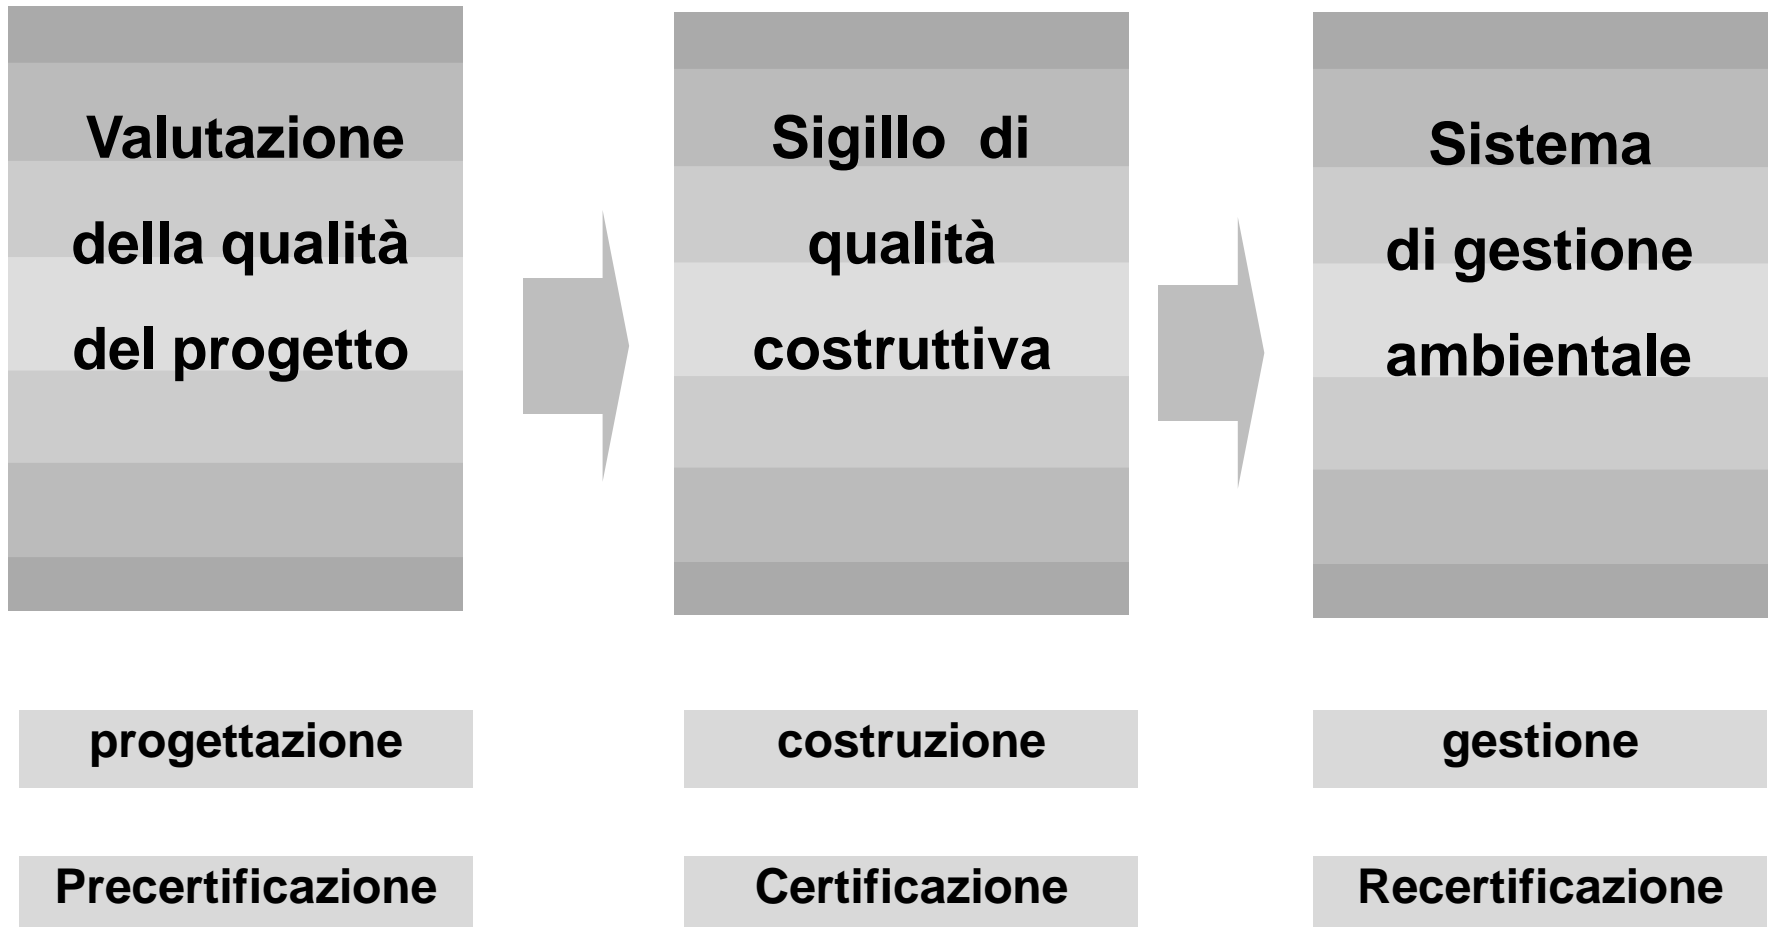 Valutazione
della qualità
del progetto
Sigillo di
qualità
costruttiva
Sistema
di gestione
ambientale
progettazione
costruzione
gestione
Precertificazione
Certificazione
Recertificazione